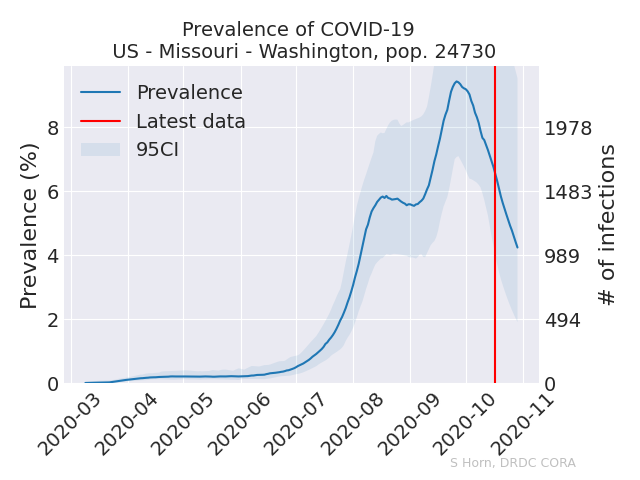 Prevalence of COVID-19
US - Missouri - Washington, pop. 24730
Prevalence
Latest data
95CI
Prevalence (%)
8
6
4
2
0
1978
1483
989
494
0
# of infections
2020-03
2020-04
2020-05
2020-06
2020-07
2020-08
2020-09
2020-10
2020-11
S Horn, DRDC CORA